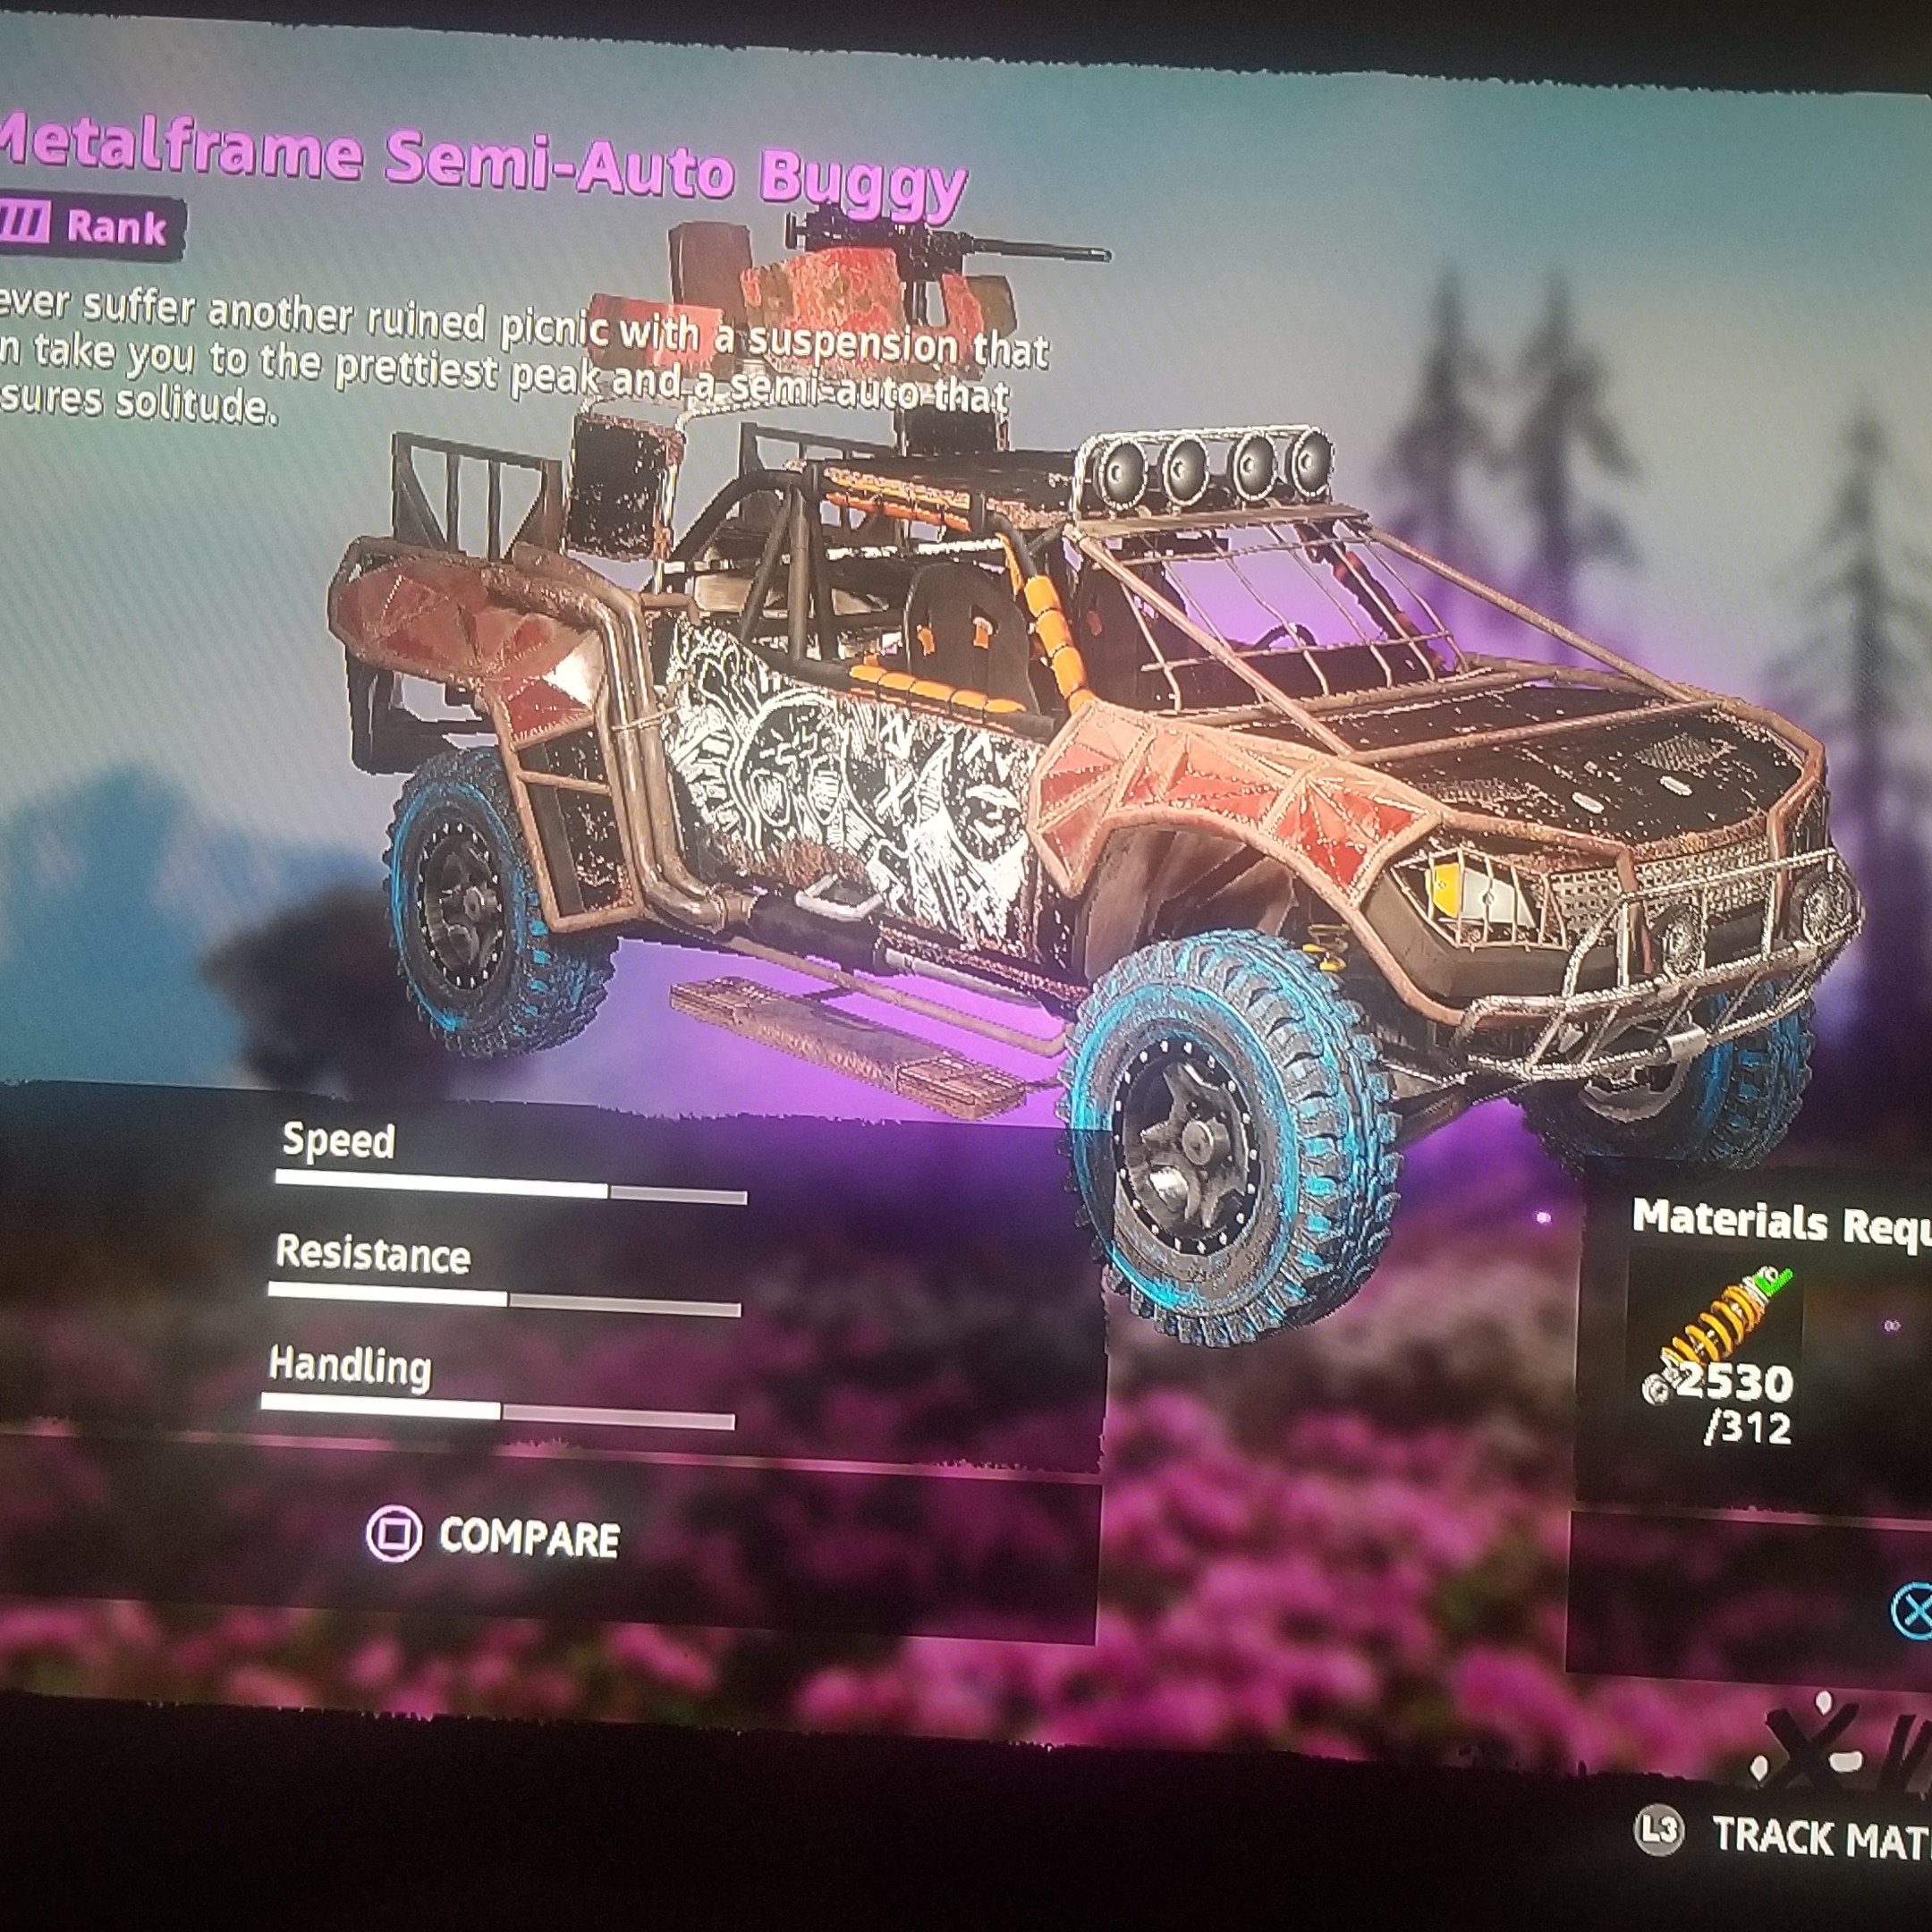 Metalframe Semi-Auto Buggy
Rank
ever suffer another ruined picnic with a suspension that
n take you to the prettiest peak and a semi-auto that
sures solitude.
Speed
Resistance
Handling
COMPARE
Materials Requ
2530
/312
L3 TRACK MAT